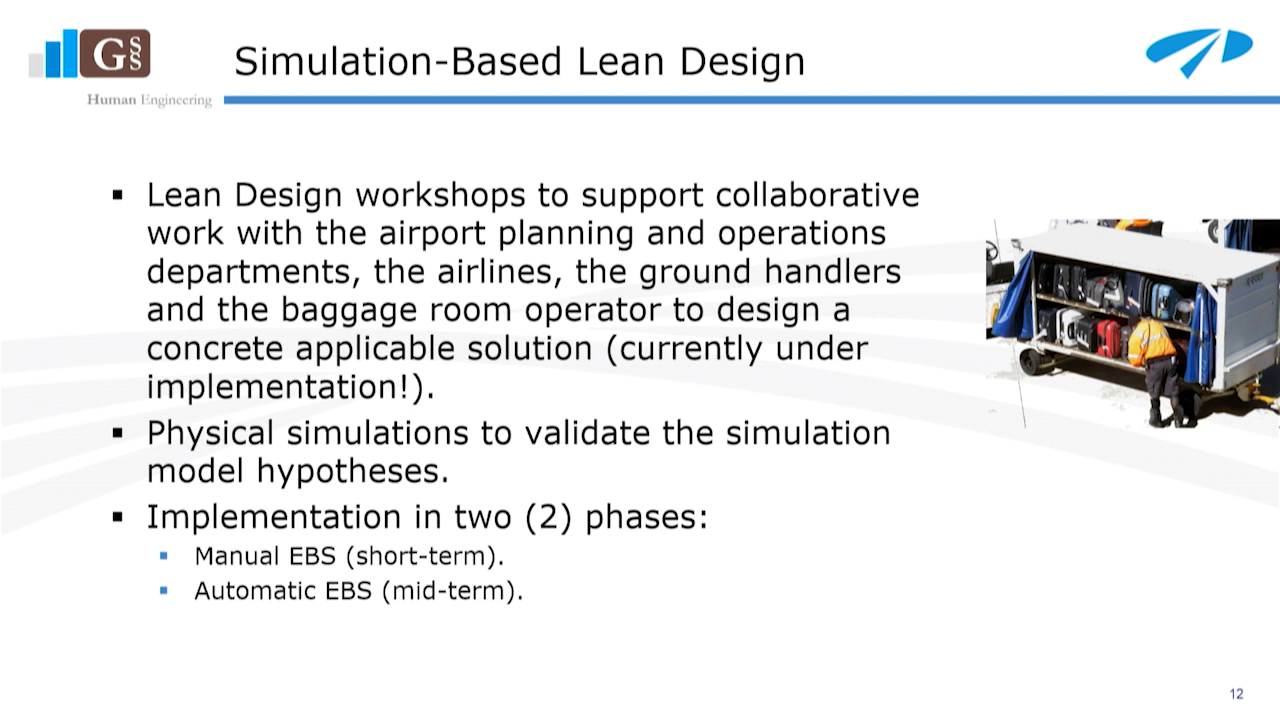 G§§
Human Engineering
Simulation-Based Lean Design
▪ Lean Design workshops to support collaborative
work with the airport planning and operations
departments, the airlines, the ground handlers
and the baggage room operator to design a
concrete applicable solution (currently under
implementation!).
▪ Physical simulations to validate the simulation
model hypotheses.
▪ Implementation in two (2) phases:
▪ Manual EBS (short-term).
▪ Automatic EBS (mid-term).
12